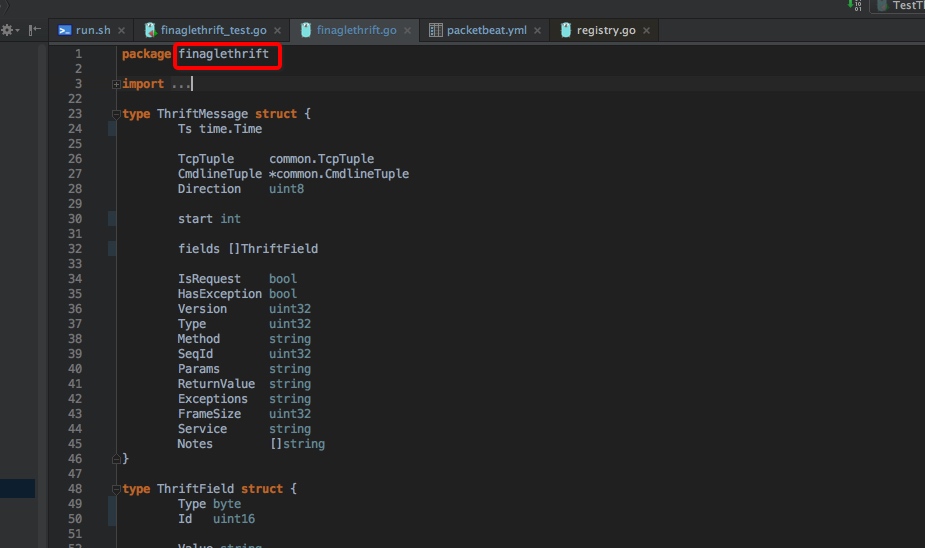 TestTh
run.sh finaglethrift_test.go finaglethrift.go packetbeat.yml registry.go
1 package finaglethrift
2
3 import ...
22
23 type ThriftMessage struct {
24 Ts time.Time
25
26 TcpTuple common.TcpTuple
27 CmdlineTuple *common.CmdlineTuple
28 Direction uint8
29
30 start int
31
32 fields []ThriftField
33
34 IsRequest bool
35 HasException bool
36 Version uint32
37 Type uint32
38 Method string
39 SeqId uint32
40 Params string
41 ReturnValue string
42 Exceptions string
43 FrameSize uint32
44 Service string
45 Notes []string
46 }
47
48 type ThriftField struct {
49 Type byte
50 Id uint16
51
52 Value string